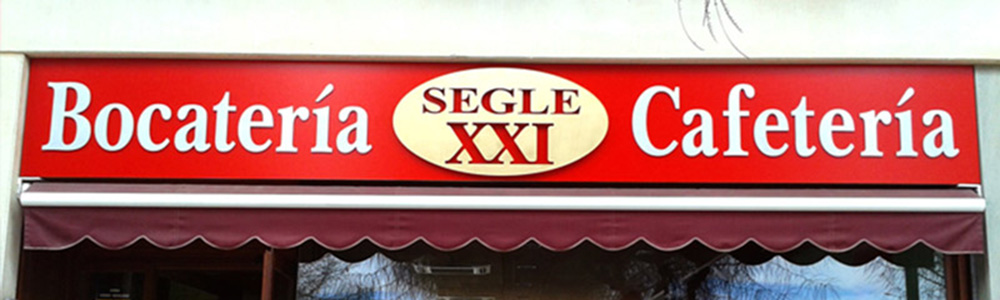 Bocatería
SEGLE
XXI
Cafetería